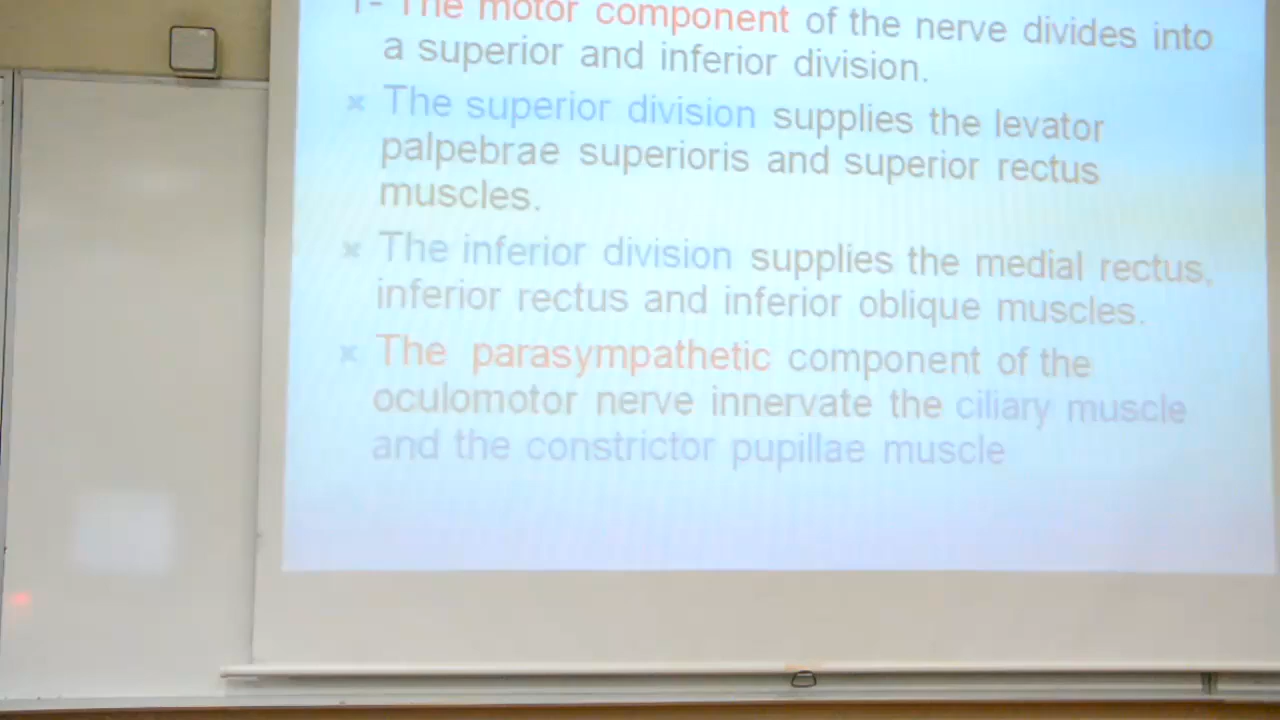 1- The motor component of the nerve divides into
a superior and inferior division.
× The superior division supplies the levator
palpebrae superioris and superior rectus
muscles.
× The inferior division supplies the medial rectus,
inferior rectus and inferior oblique muscles.
× The parasympathetic component of the
oculomotor nerve innervate the ciliary muscle
and the constrictor pupillae muscle